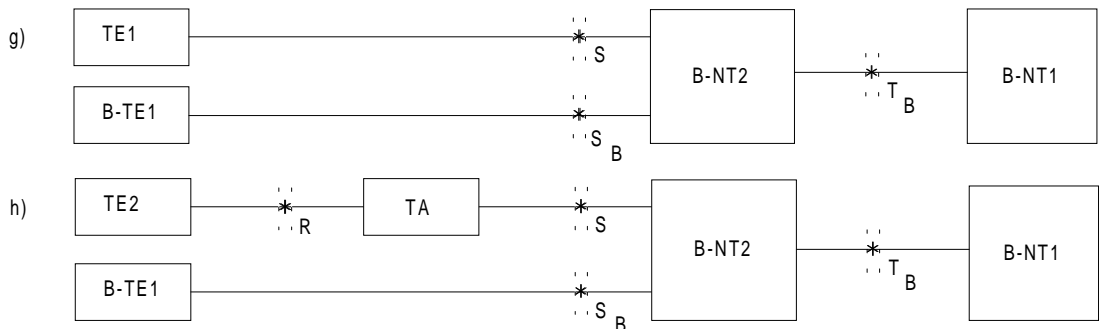 g) TE1 S B-NT2 T B B-NT1
B-TE1 S B
h) TE2 R TA S B-NT2 T B B-NT1
B-TE1 S B